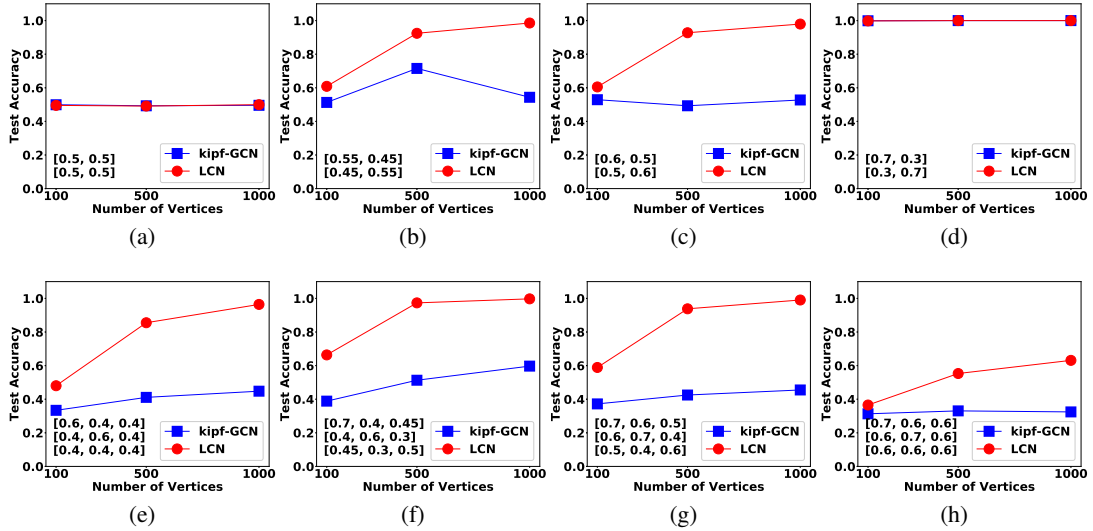 Test Accuracy
1.0
0.8
0.6
0.4
0.2
0.0
[0.5, 0.5]
[0.5, 0.5]
kipf-GCN
LCN
100
500
1000
Number of Vertices
(a)
Test Accuracy
1.0
0.8
0.6
0.4
0.2
0.0
[0.55, 0.45]
[0.45, 0.55]
kipf-GCN
LCN
100
500
1000
Number of Vertices
(b)
Test Accuracy
1.0
0.8
0.6
0.4
0.2
0.0
[0.6, 0.5]
[0.5, 0.6]
kipf-GCN
LCN
100
500
1000
Number of Vertices
(c)
Test Accuracy
1.0
0.8
0.6
0.4
0.2
0.0
[0.7, 0.3]
[0.3, 0.7]
kipf-GCN
LCN
100
500
1000
Number of Vertices
(d)
Test Accuracy
1.0
0.8
0.6
0.4
0.2
0.0
[0.6, 0.4, 0.4]
[0.4, 0.6, 0.4]
[0.4, 0.4, 0.4]
kipf-GCN
LCN
100
500
1000
Number of Vertices
(e)
Test Accuracy
1.0
0.8
0.6
0.4
0.2
0.0
[0.7, 0.4, 0.45]
[0.4, 0.6, 0.3]
[0.45, 0.3, 0.5]
kipf-GCN
LCN
100
500
1000
Number of Vertices
(f)
Test Accuracy
1.0
0.8
0.6
0.4
0.2
0.0
[0.7, 0.6, 0.5]
[0.6, 0.7, 0.4]
[0.5, 0.4, 0.6]
kipf-GCN
LCN
100
500
1000
Number of Vertices
(g)
Test Accuracy
1.0
0.8
0.6
0.4
0.2
0.0
[0.7, 0.6, 0.6]
[0.6, 0.7, 0.6]
[0.6, 0.6, 0.6]
kipf-GCN
LCN
100
500
1000
Number of Vertices
(h)